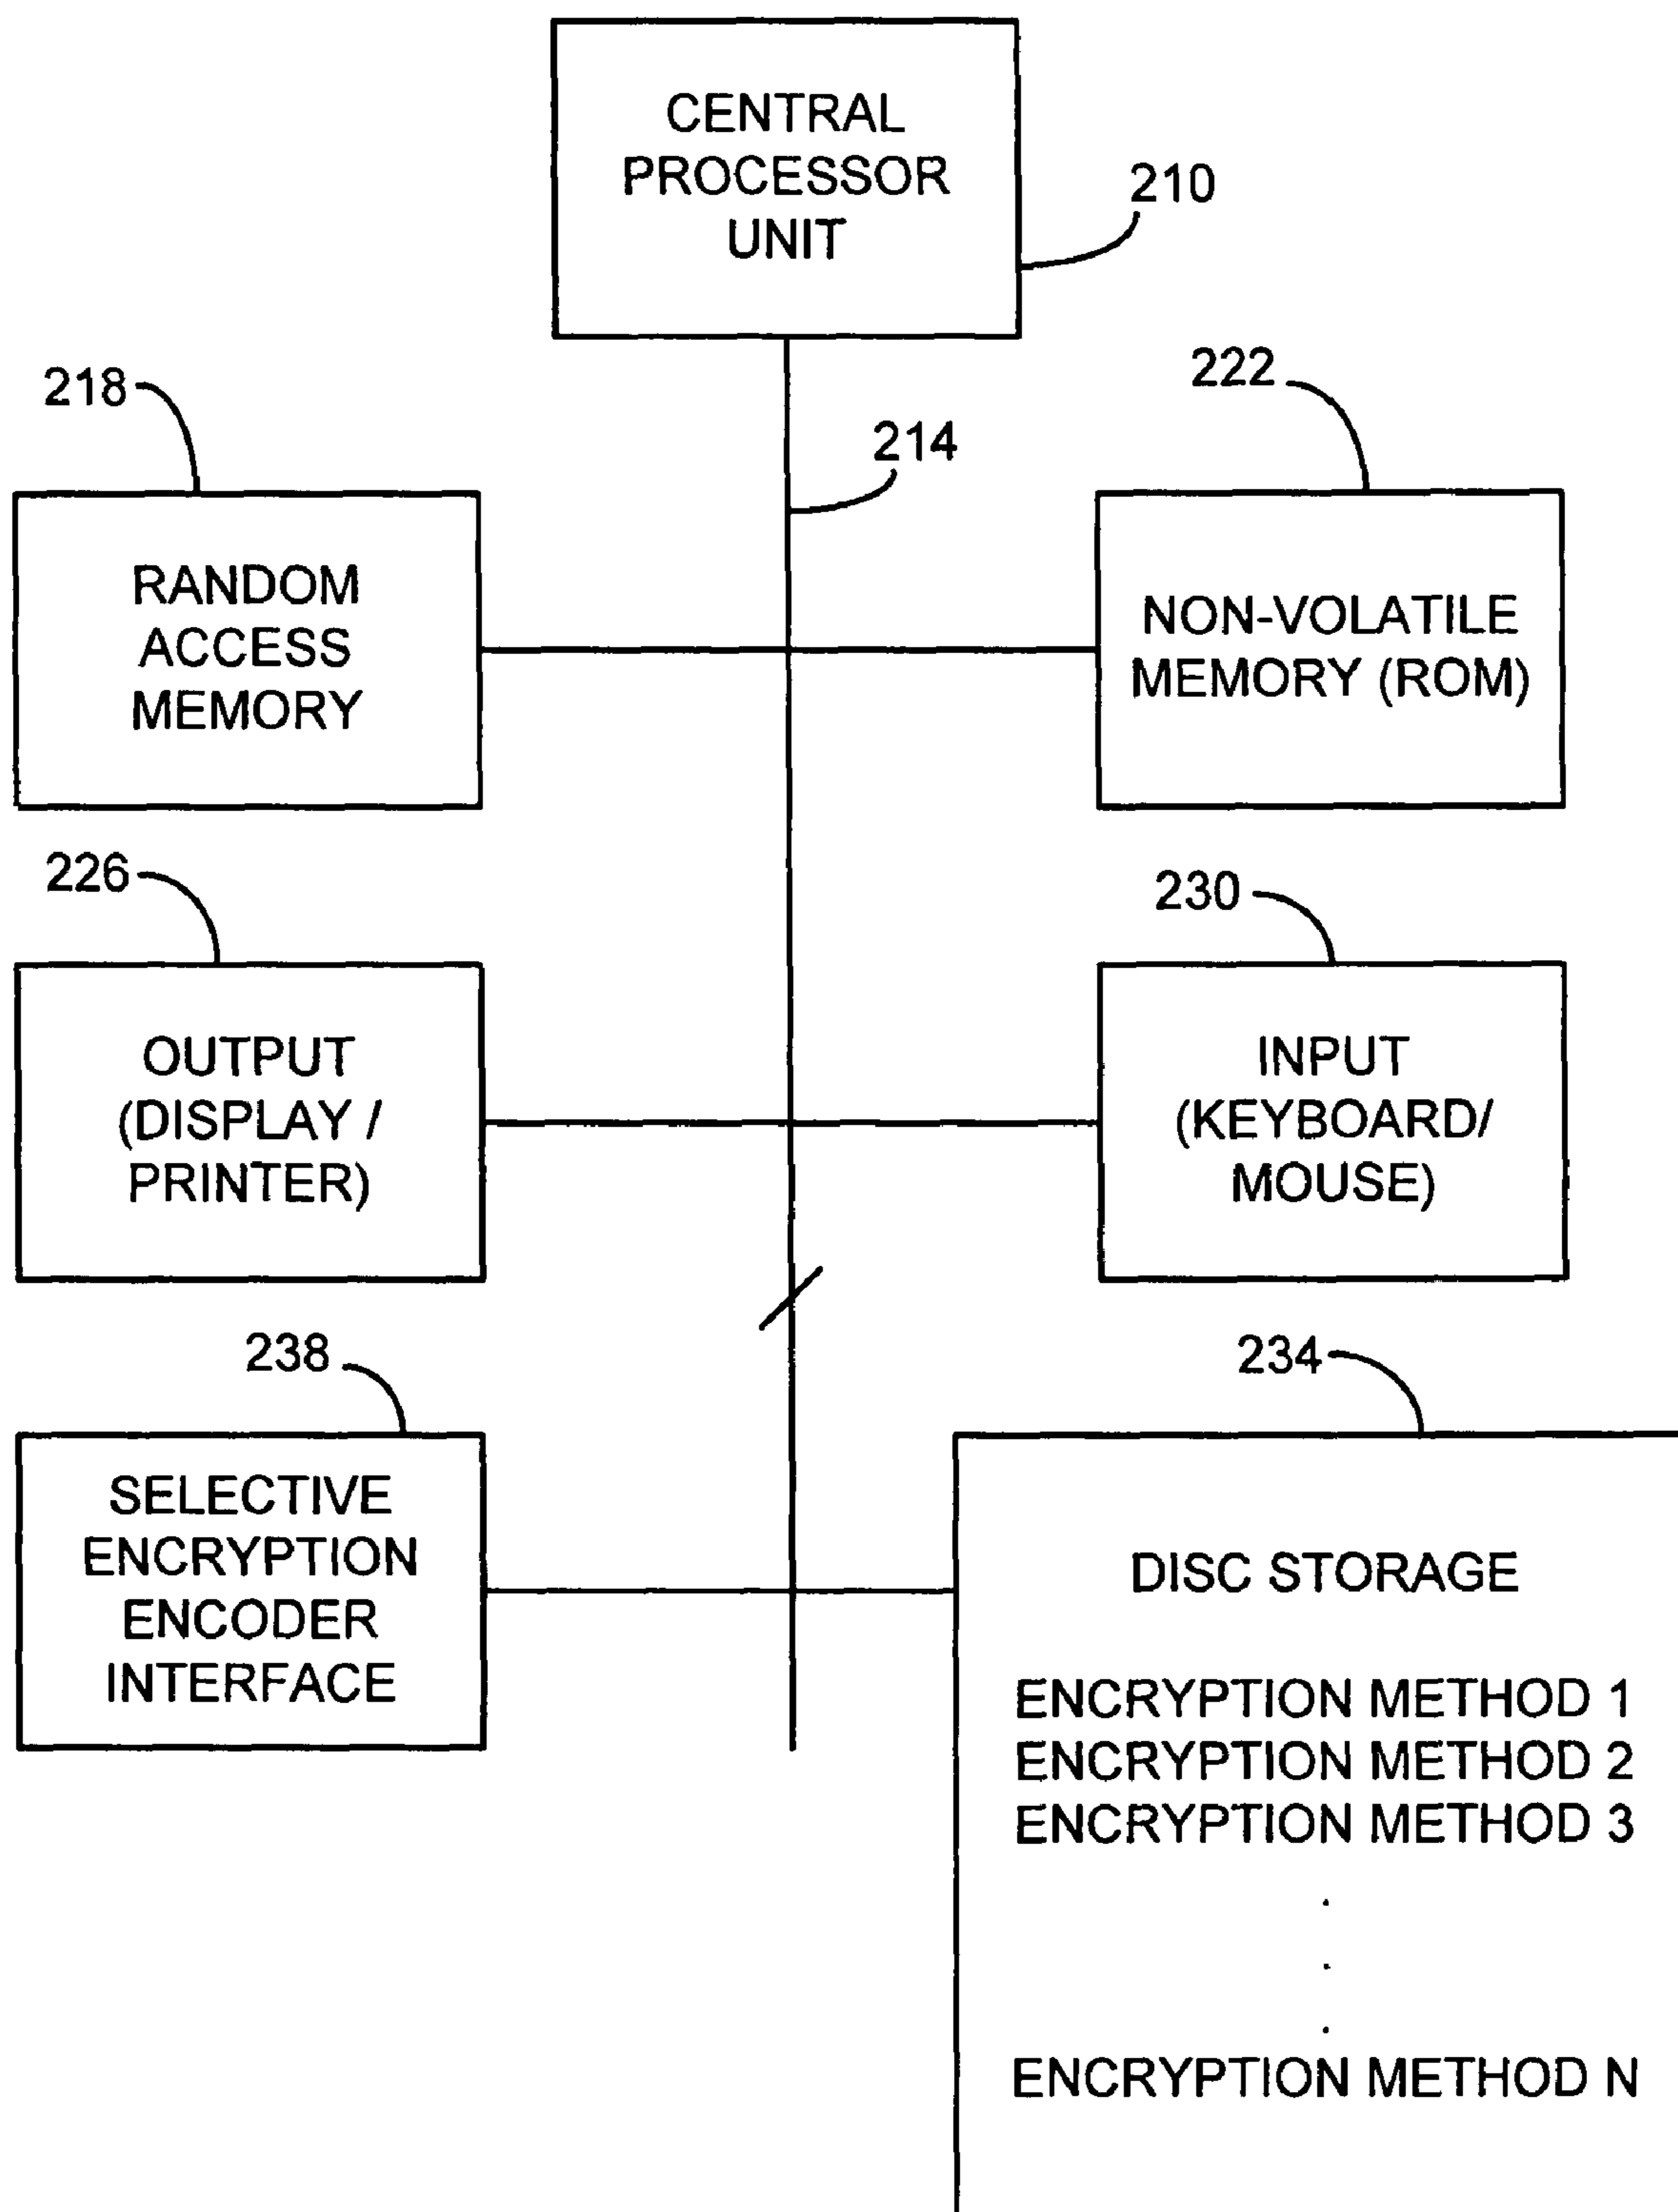 CENTRAL
PROCESSOR
UNIT
210
218
222
214
RANDOM
ACCESS
MEMORY
NON-VOLATILE
MEMORY (ROM)
226
230
OUTPUT
(DISPLAY /
PRINTER)
INPUT
(KEYBOARD/
MOUSE)
238
234
SELECTIVE
ENCRYPTION
ENCODER
INTERFACE
DISC STORAGE
ENCRYPTION METHOD 1
ENCRYPTION METHOD 2
ENCRYPTION METHOD 3
.
.
.
ENCRYPTION METHOD N